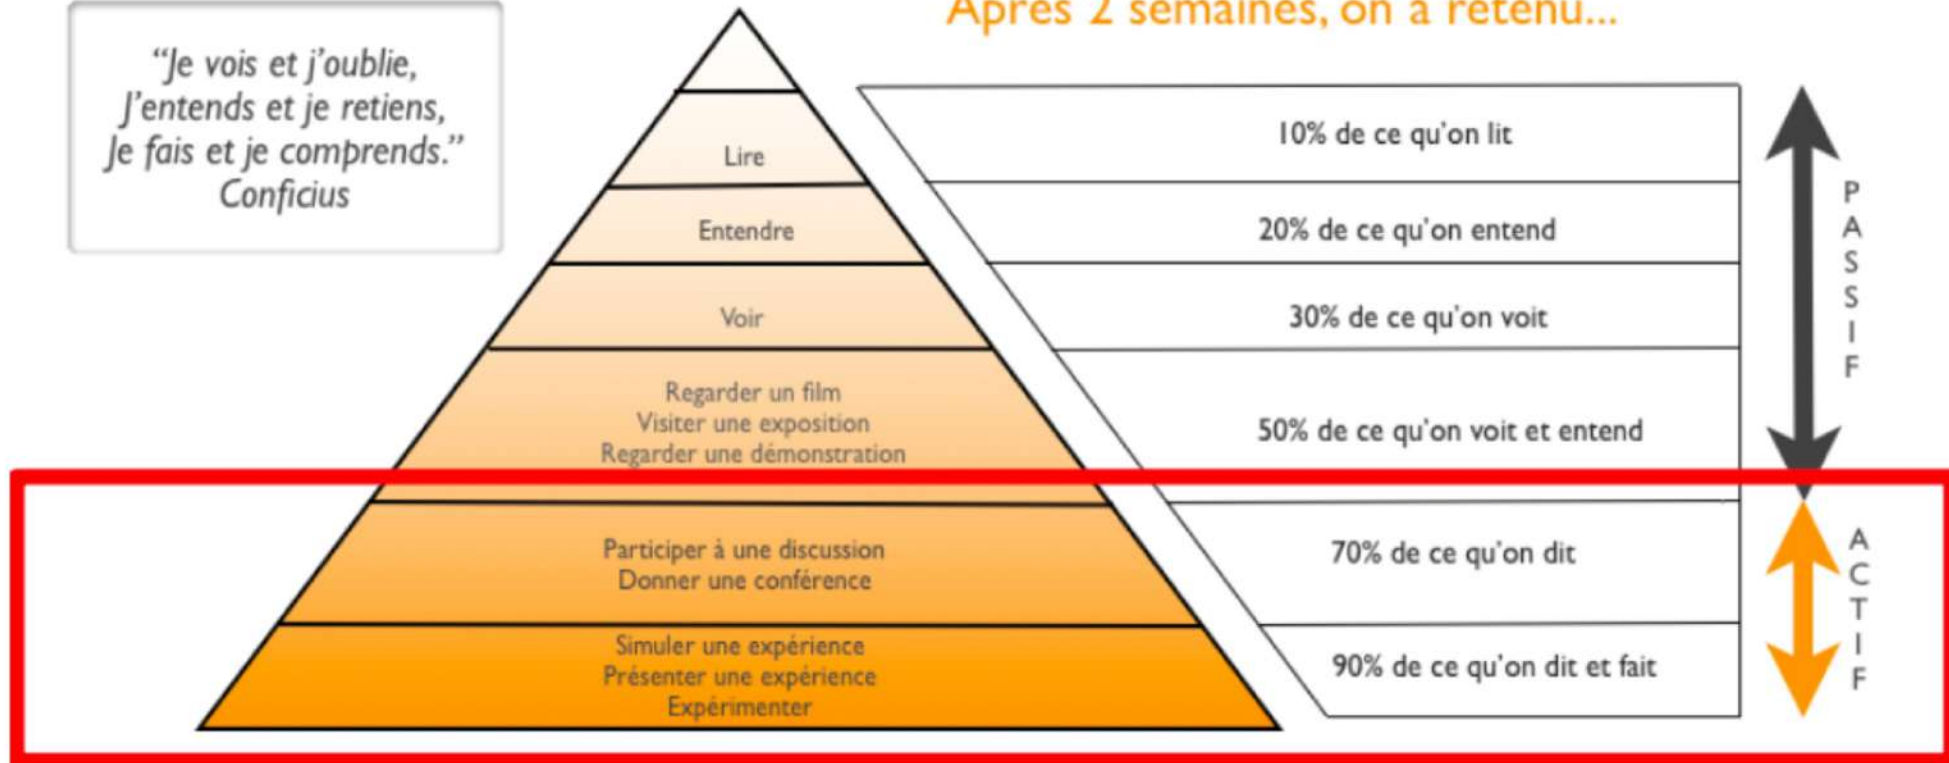 Après 2 semaines, on a retenu...
“Je vois et j’oublie,
J’entends et je retiens,
Je fais et je comprends.”
Conficius
Lire
10% de ce qu’on lit
Entendre
20% de ce qu’on entend
Voir
30% de ce qu’on voit
Regarder un film
Visiter une exposition
Regarder une démonstration
50% de ce qu’on voit et entend
PASSIF
Participer à une discussion
Donner une conférence
70% de ce qu’on dit
Simuler une expérience
Présenter une expérience
Expérimenter
90% de ce qu’on dit et fait
ACTIF